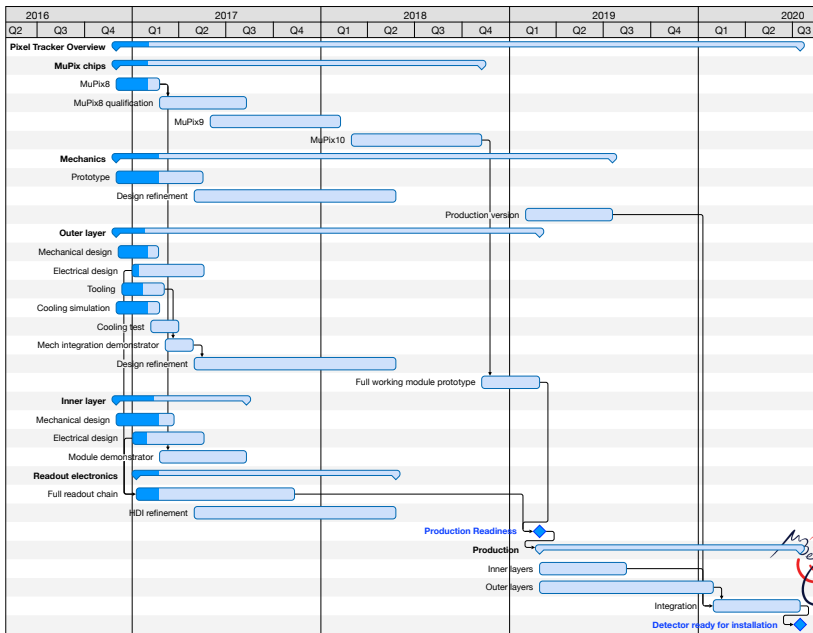 2016 2017 2018 2019 2020
Q2 Q3 Q4 Q1 Q2 Q3 Q4 Q1 Q2 Q3 Q4 Q1 Q2 Q3 Q4 Q1 Q2 Q3
Pixel Tracker Overview
MuPix chips
MuPix8
MuPix8 qualification
MuPix9
MuPix10
Mechanics
Prototype
Design refinement
Production version
Outer layer
Mechanical design
Electrical design
Tooling
Cooling simulation
Cooling test
Mech integration demonstrator
Design refinement
Full working module prototype
Inner layer
Mechanical design
Electrical design
Module demonstrator
Readout electronics
Full readout chain
HDI refinement
Production Readiness
Production
Inner layers
Outer layers
Integration
Detector ready for installation